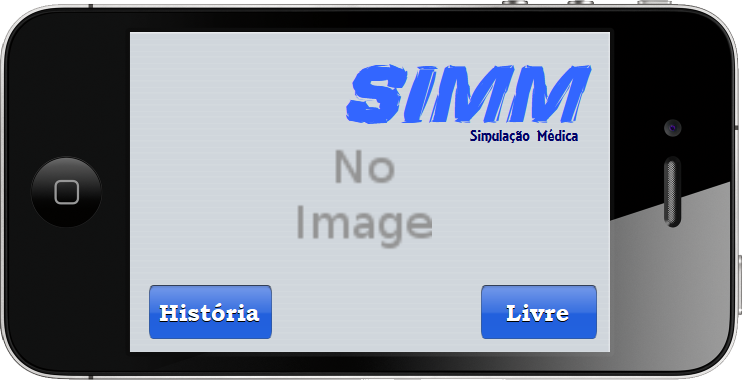 SIMM
Simulação Médica
No
Image
História
Livre